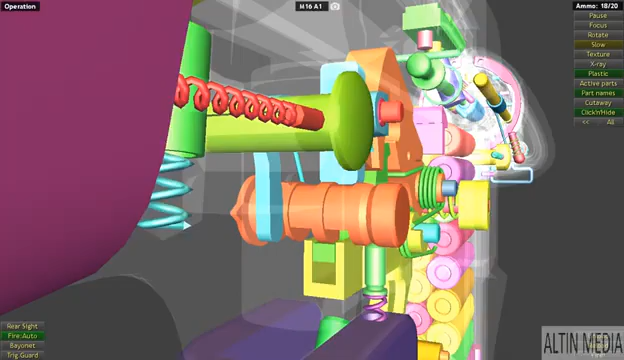 Operation
M16 A1
Ammo: 18/20
Pause
Focus
Rotate
Slow
Texture
X-ray
Plastic
Active parts
Part names
Cutaway
Click'n'Hide
<< All
Rear Sight
Fire:Auto
Bayonet
Trig Guard
ALTIN MEDIA